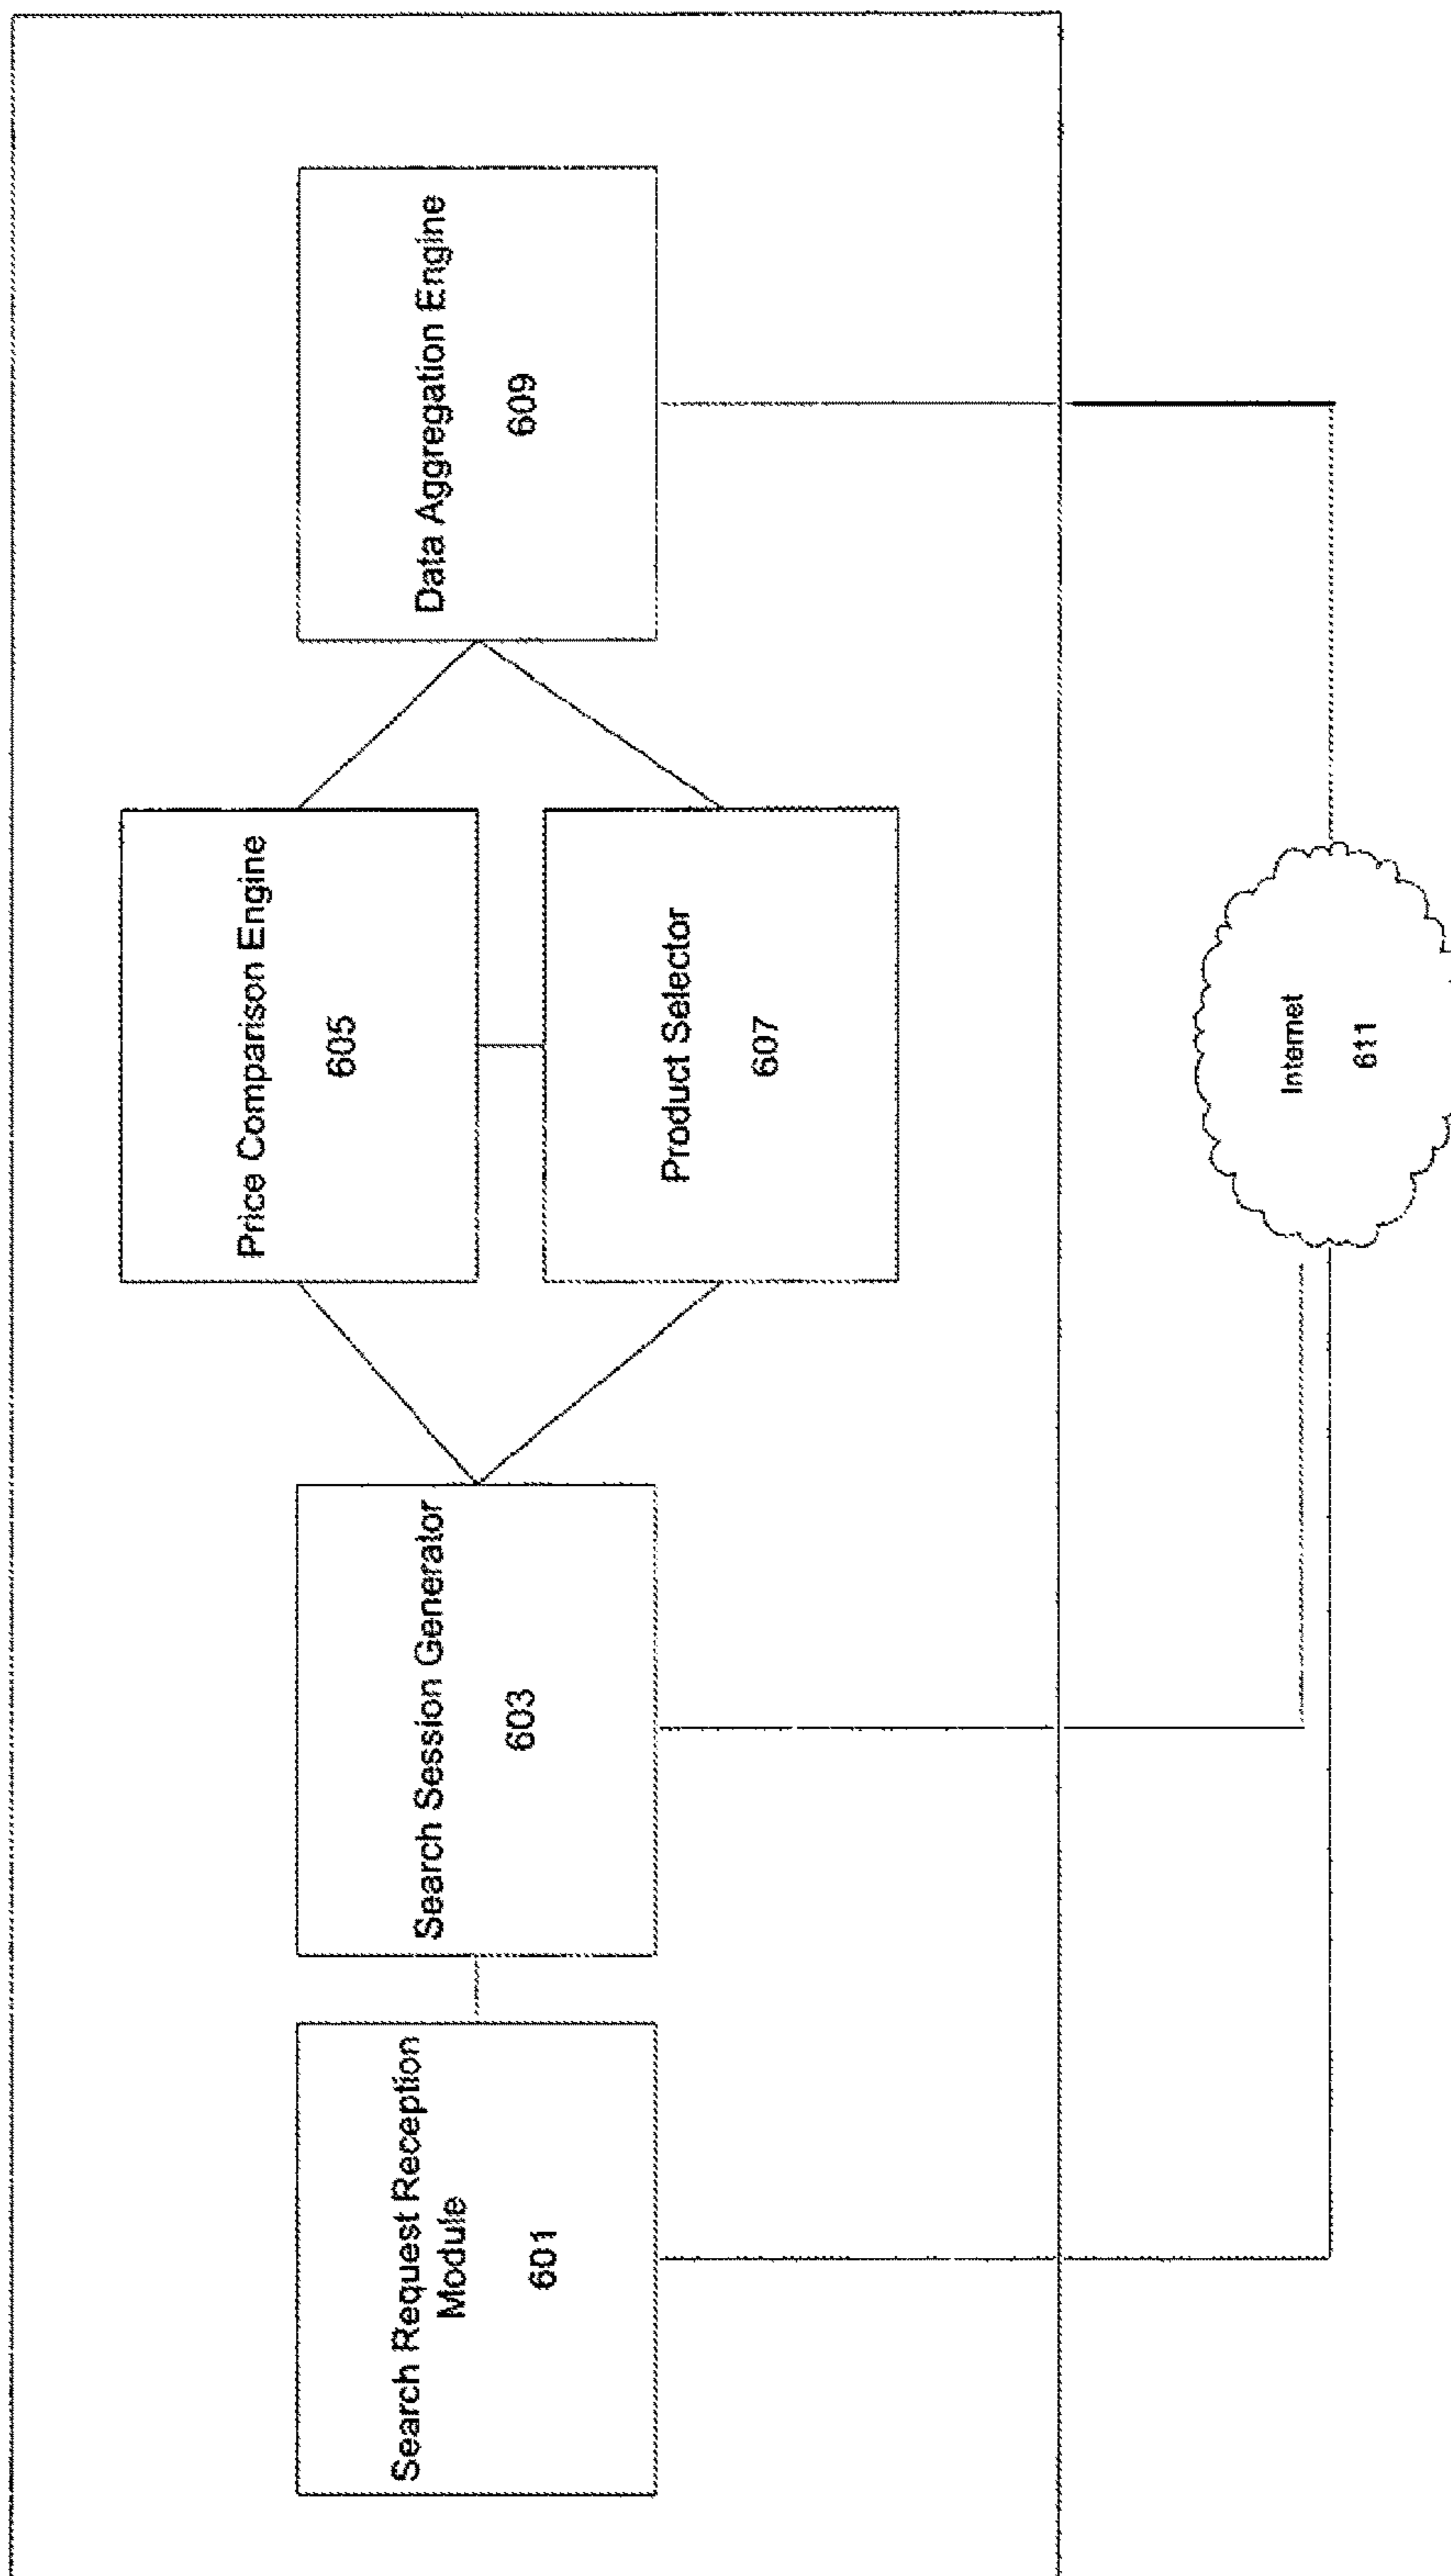 Search Request Reception
Module
601
Search Session Generator
603
Price Comparison Engine
605
Product Selector
607
Data Aggregation Engine
609
Internet
611